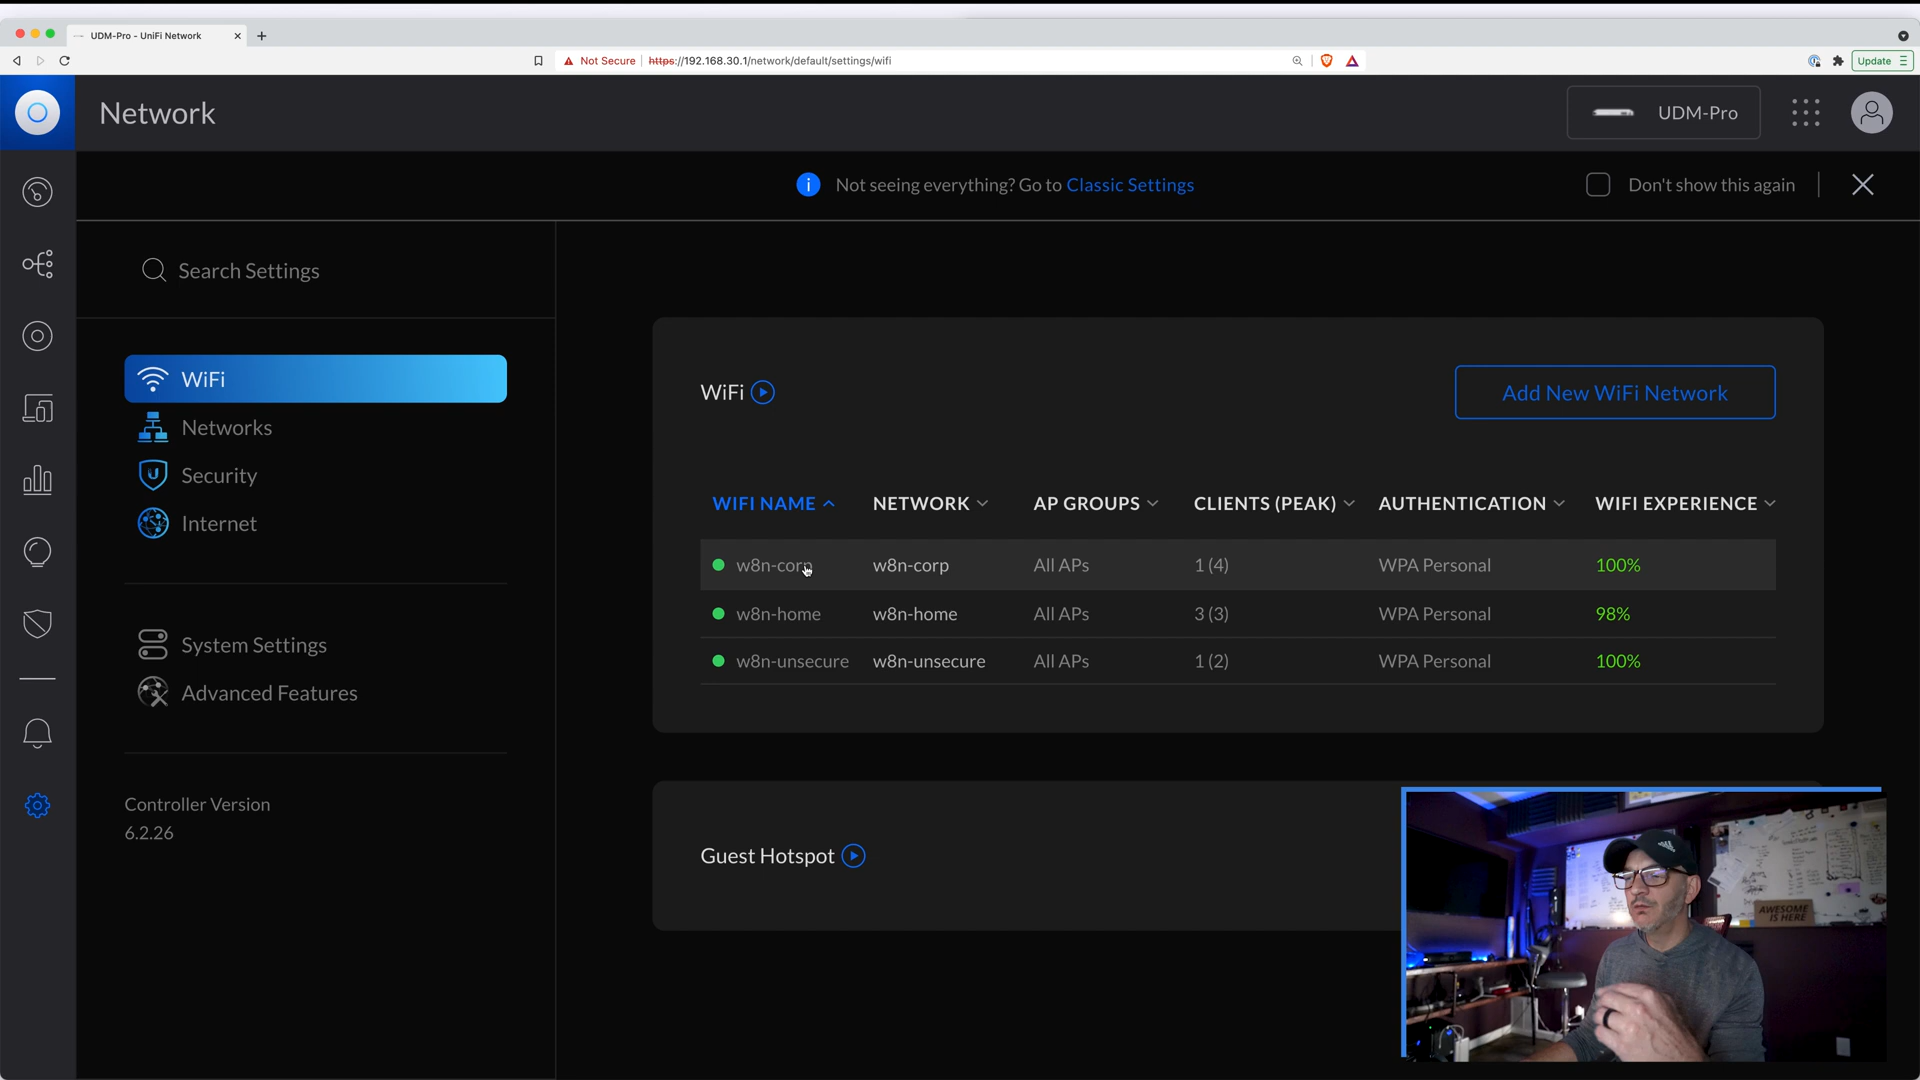 UDM-Pro - UniFi Network
Not Secure https://192.168.30.1/network/default/settings/wifi
Update
Network
UDM-Pro
Not seeing everything? Go to Classic Settings
Don't show this again
Search Settings
WiFi
Networks
Security
Internet
System Settings
Advanced Features
Controller Version
6.2.26
WiFi
Add New WiFi Network
WIFI NAME NETWORK AP GROUPS CLIENTS (PEAK) AUTHENTICATION WIFI EXPERIENCE
w8n-corp w8n-corp All APs 1 (4) WPA Personal 100%
w8n-home w8n-home All APs 3 (3) WPA Personal 98%
w8n-unsecure w8n-unsecure All APs 1 (2) WPA Personal 100%
Guest Hotspot
AWESOME
IS HERE